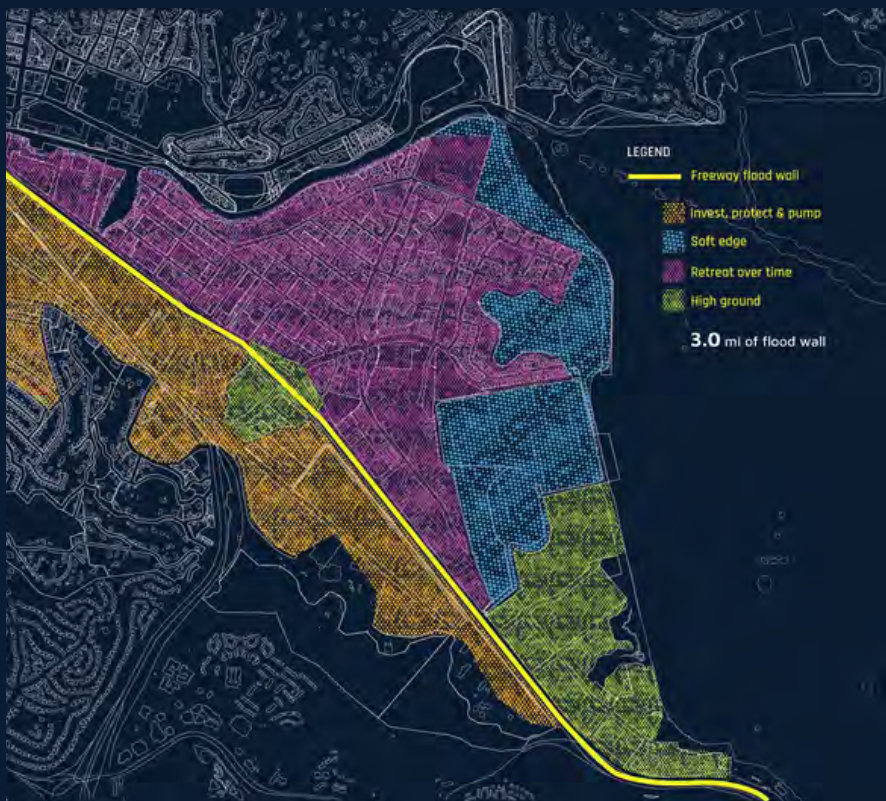 LEGEND
Freeway flood wall
Invest, protect & pump
Soft edge
Retreat over time
High ground
3.0 mi of flood wall